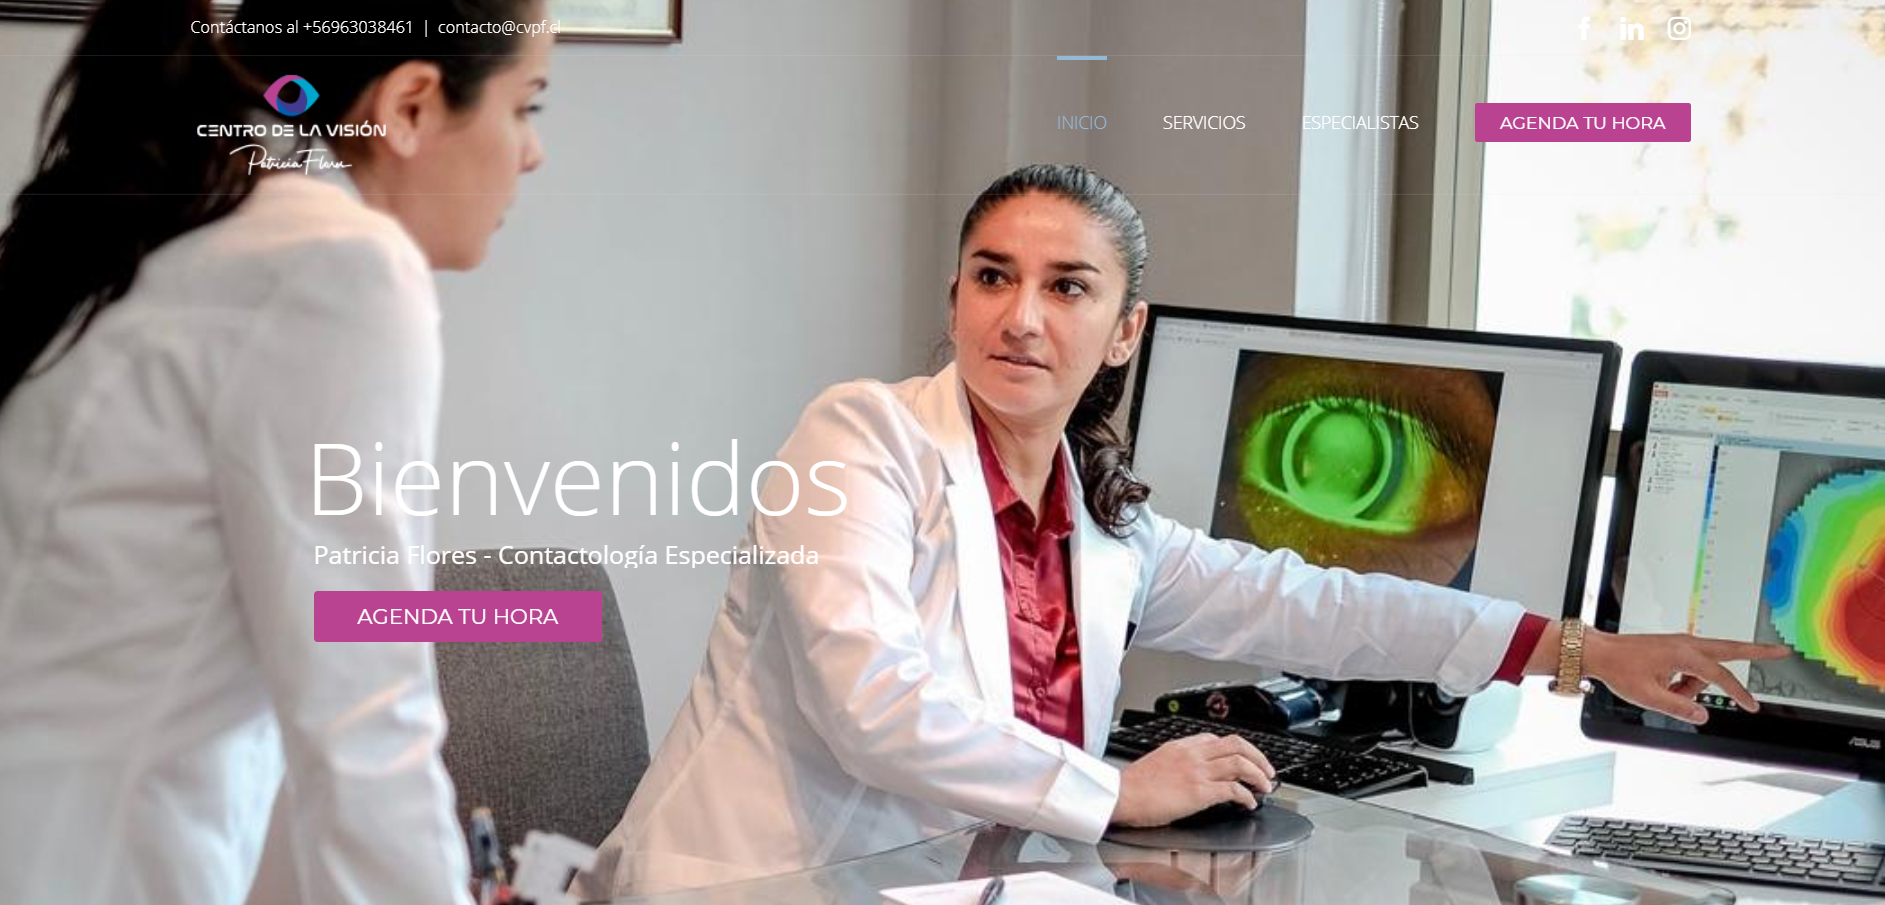 Contáctanos al +56963038461 | contacto@cvpf.cl
CENTRO DE LA VISIÓN
Patricia Flores
INICIO
SERVICIOS
ESPECIALISTAS
AGENDA TU HORA
Bienvenidos
Patricia Flores - Contactología Especializada
AGENDA TU HORA
ASUS